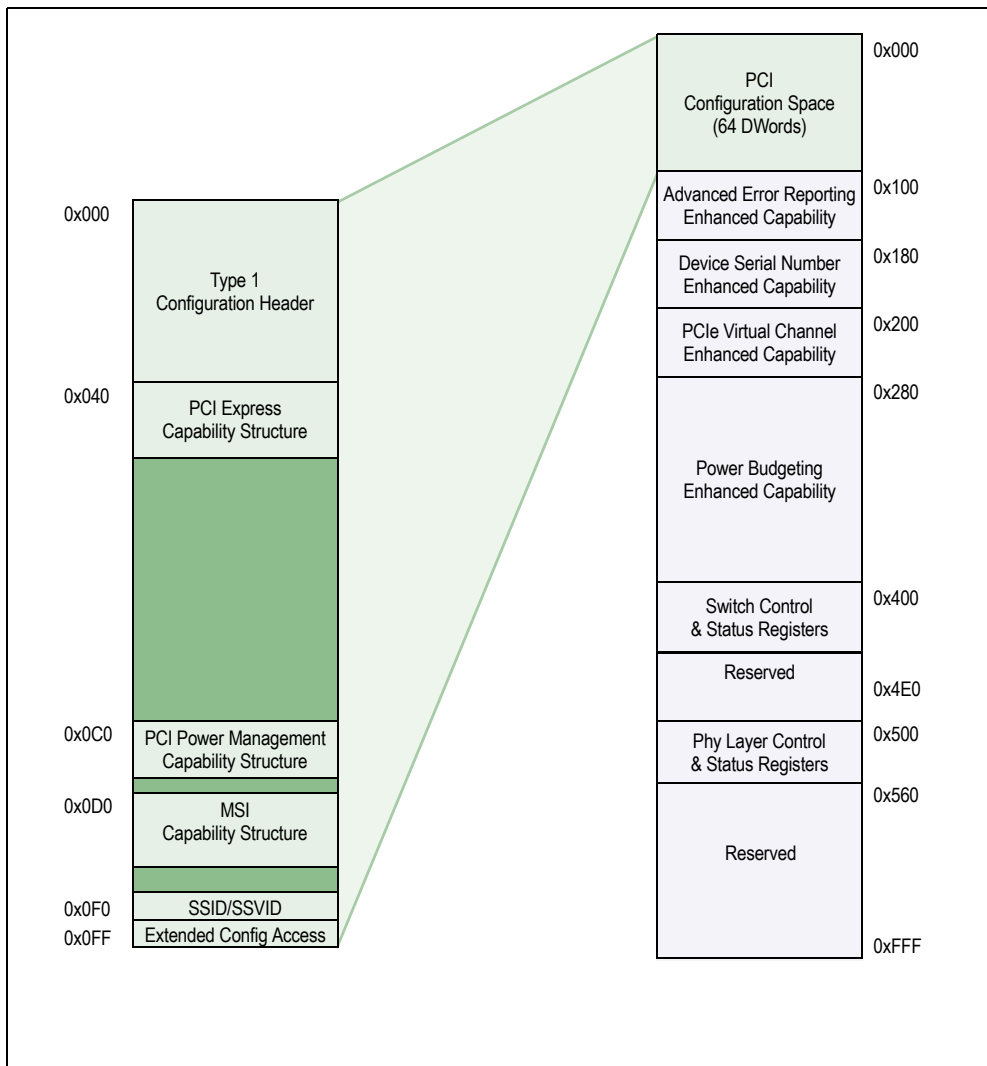 0x000
Type 1
Configuration Header
0x040
PCI Express
Capability Structure
0x0C0
PCI Power Management
Capability Structure
0x0D0
MSI
Capability Structure
0x0F0
SSID/SSVID
0x0FF
Extended Config Access
0x000
PCI
Configuration Space
(64 DWords)
0x100
Advanced Error Reporting
Enhanced Capability
0x180
Device Serial Number
Enhanced Capability
0x200
PCIe Virtual Channel
Enhanced Capability
0x280
Power Budgeting
Enhanced Capability
0x400
Switch Control
& Status Registers
Reserved
0x4E0
0x500
Phy Layer Control
& Status Registers
0x560
Reserved
0xFFF